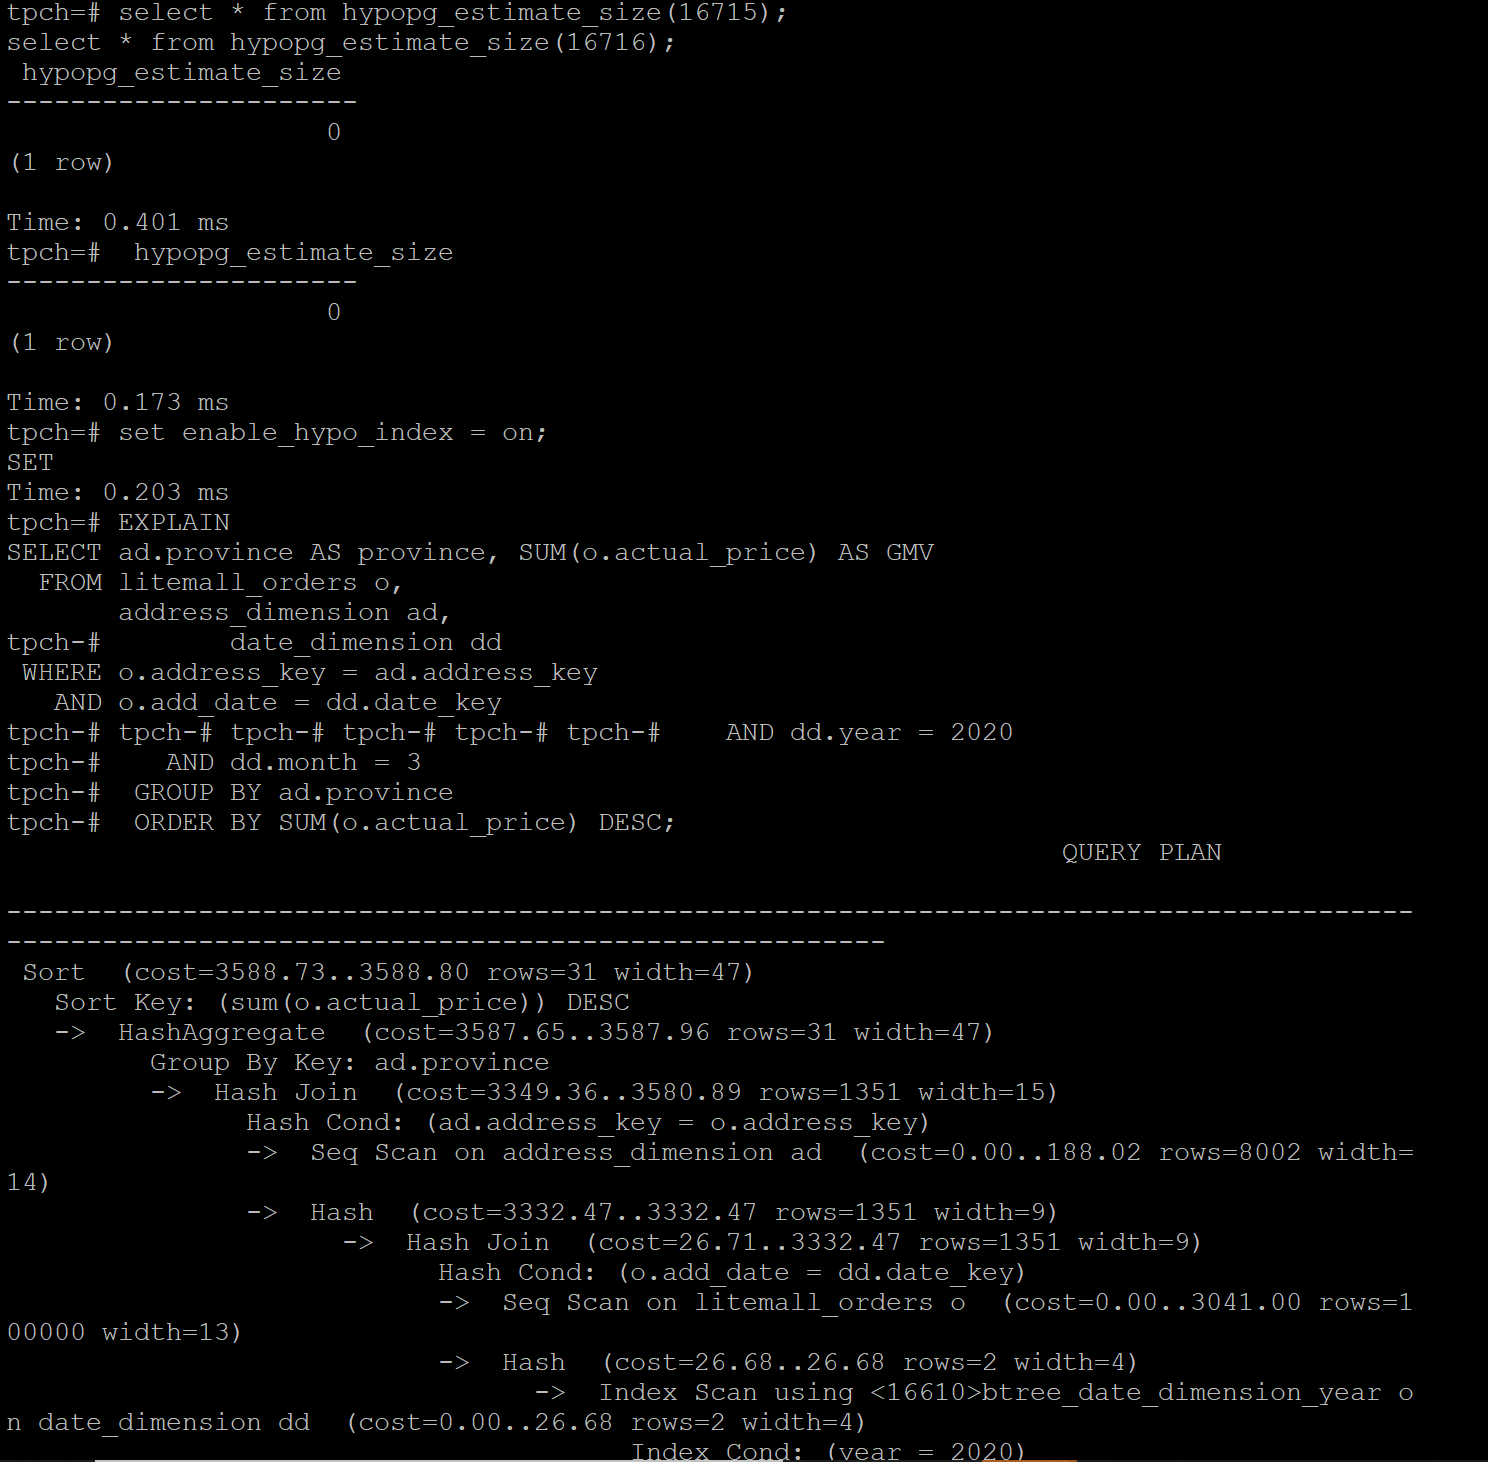 tpch=# select * from hypopg_estimate_size(16715);
select * from hypopg_estimate_size(16716);
 hypopg_estimate_size
----------------------
                    0
(1 row)

Time: 0.401 ms
tpch=#  hypopg_estimate_size
----------------------
                    0
(1 row)

Time: 0.173 ms
tpch=# set enable_hypo_index = on;
SET
Time: 0.203 ms
tpch=# EXPLAIN
SELECT ad.province AS province, SUM(o.actual_price) AS GMV
  FROM litemall_orders o,
       address_dimension ad,
tpch-#        date_dimension dd
 WHERE o.address_key = ad.address_key
   AND o.add_date = dd.date_key
tpch-# tpch-# tpch-# tpch-# tpch-# tpch-#    AND dd.year = 2020
tpch-#    AND dd.month = 3
tpch-#  GROUP BY ad.province
tpch-#  ORDER BY SUM(o.actual_price) DESC;
                                                                  QUERY PLAN

----------------------------------------------------------------------------------------
-------------------------------------------------------
 Sort  (cost=3588.73..3588.80 rows=31 width=47)
   Sort Key: (sum(o.actual_price)) DESC
   ->  HashAggregate  (cost=3587.65..3587.96 rows=31 width=47)
         Group By Key: ad.province
         ->  Hash Join  (cost=3349.36..3580.89 rows=1351 width=15)
               Hash Cond: (ad.address_key = o.address_key)
               ->  Seq Scan on address_dimension ad  (cost=0.00..188.02 rows=8002 width=
14)
               ->  Hash  (cost=3332.47..3332.47 rows=1351 width=9)
                     ->  Hash Join  (cost=26.71..3332.47 rows=1351 width=9)
                           Hash Cond: (o.add_date = dd.date_key)
                           ->  Seq Scan on litemall_orders o  (cost=0.00..3041.00 rows=1
00000 width=13)
                           ->  Hash  (cost=26.68..26.68 rows=2 width=4)
                                 ->  Index Scan using <16610>btree_date_dimension_year o
n date_dimension dd  (cost=0.00..26.68 rows=2 width=4)
                                       Index Cond: (year = 2020)